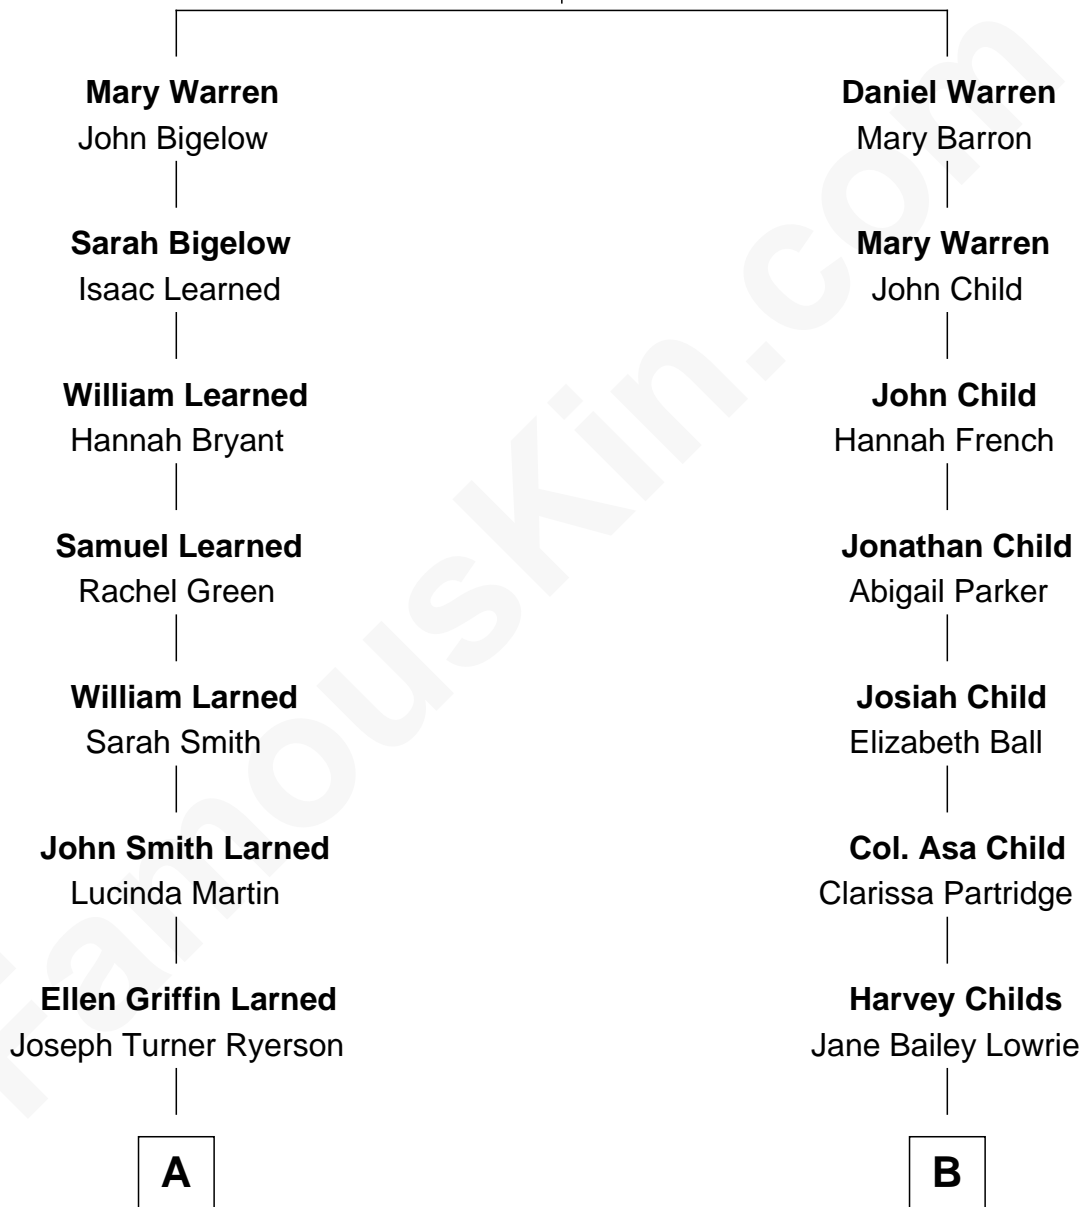 Mary Warren
John Bigelow
Daniel Warren
Mary Barron
Sarah Bigelow
Isaac Learned
Mary Warren
John Child
William Learned
Hannah Bryant
John Child
Hannah French
Samuel Learned
Rachel Green
Jonathan Child
Abigail Parker
William Larned
Sarah Smith
Josiah Child
Elizabeth Ball
John Smith Larned
Lucinda Martin
Col. Asa Child
Clarissa Partridge
Ellen Griffin Larned
Joseph Turner Ryerson
Harvey Childs
Jane Bailey Lowrie
A
B
FamousKin.com